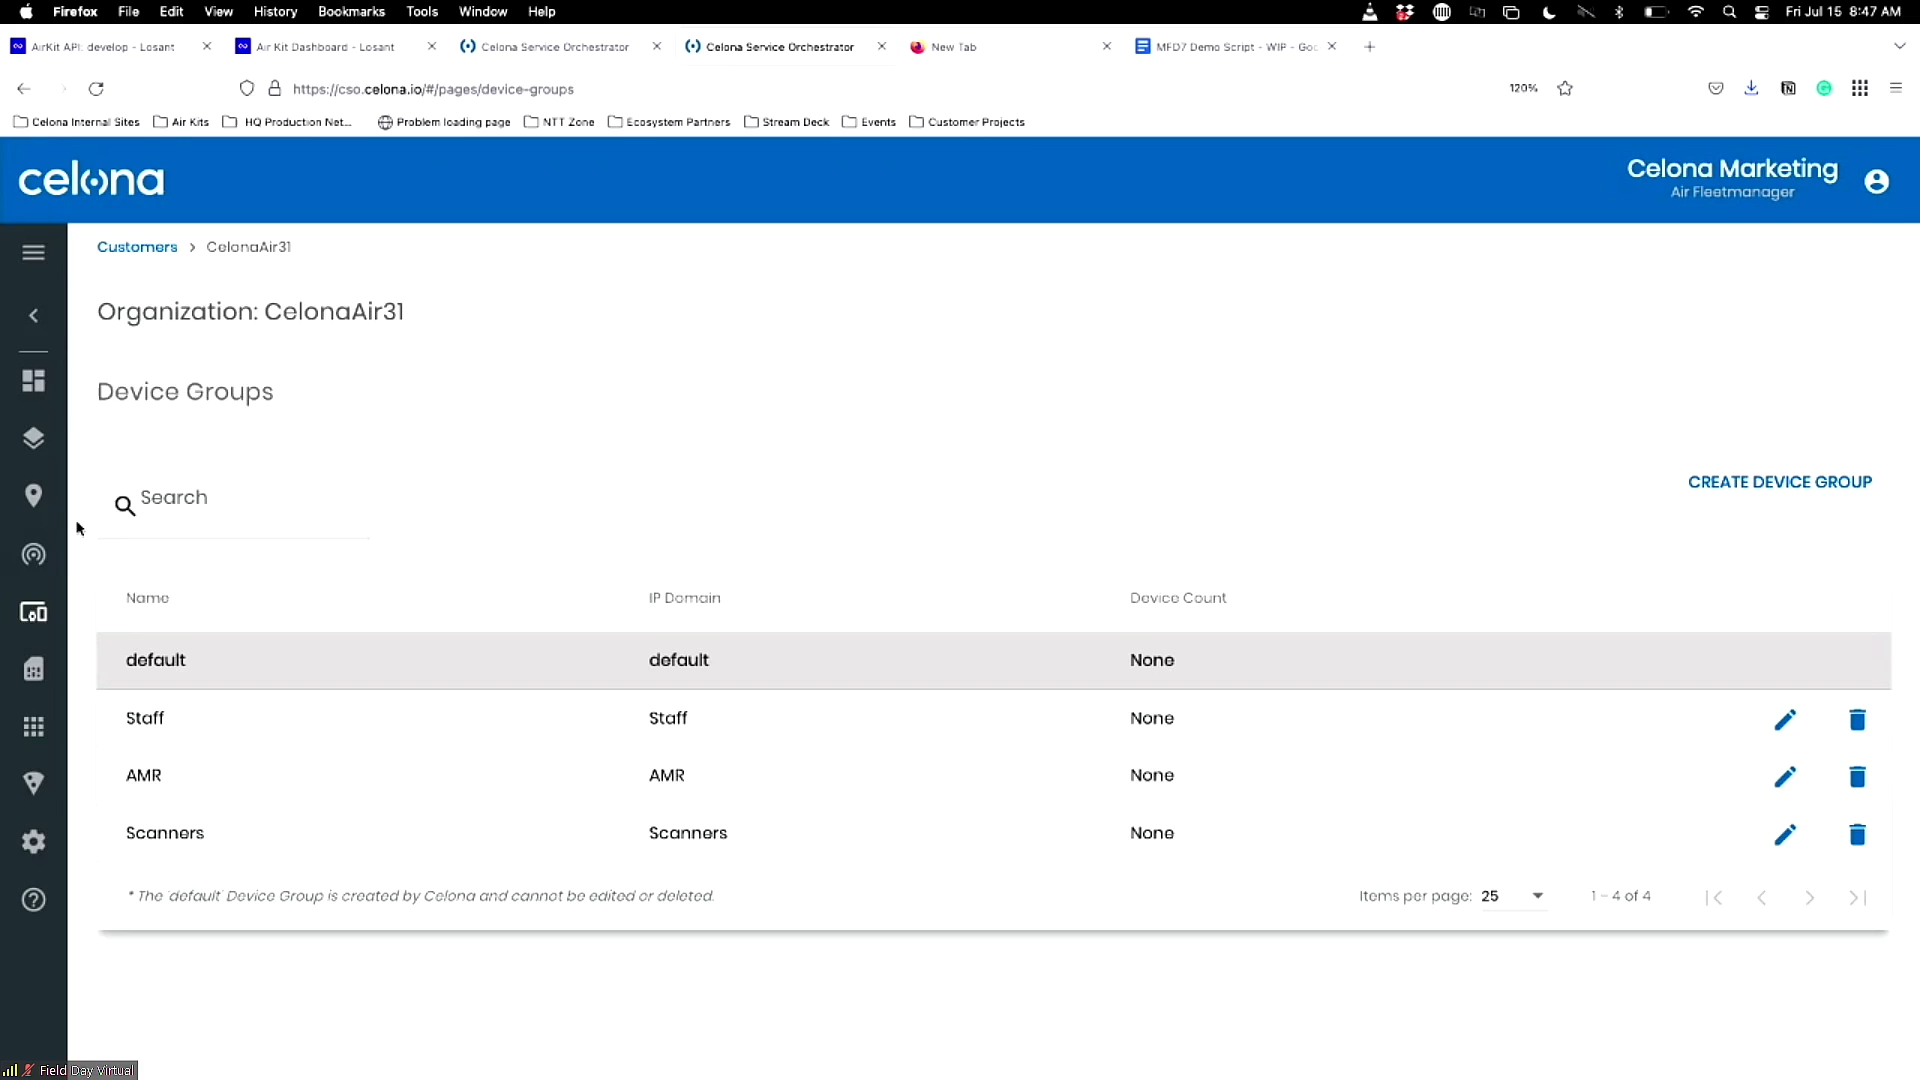 Firefox File Edit View History Bookmarks Tools Window Help Fri Jul 15 8:47 AM
AirKit API: develop - Losant Air Kit Dashboard - Losant Celona Service Orchestrator Celona Service Orchestrator New Tab MFD7 Demo Script - WIP - Goo
https://cso.celona.io/#/pages/device-groups 120%
Celona Internal Sites Air Kits HQ Production Net... Problem loading page NTT Zone Ecosystem Partners Stream Deck Events Customer Projects
celona
Celona Marketing
Air Fleetmanager
Customers > CelonaAir31
Organization: CelonaAir31
Device Groups
Search
CREATE DEVICE GROUP
Name IP Domain Device Count
default default None
Staff Staff None
AMR AMR None
Scanners Scanners None
* The 'default' Device Group is created by Celona and cannot be edited or deleted.
Items per page: 25 1 – 4 of 4
Field Day Virtual